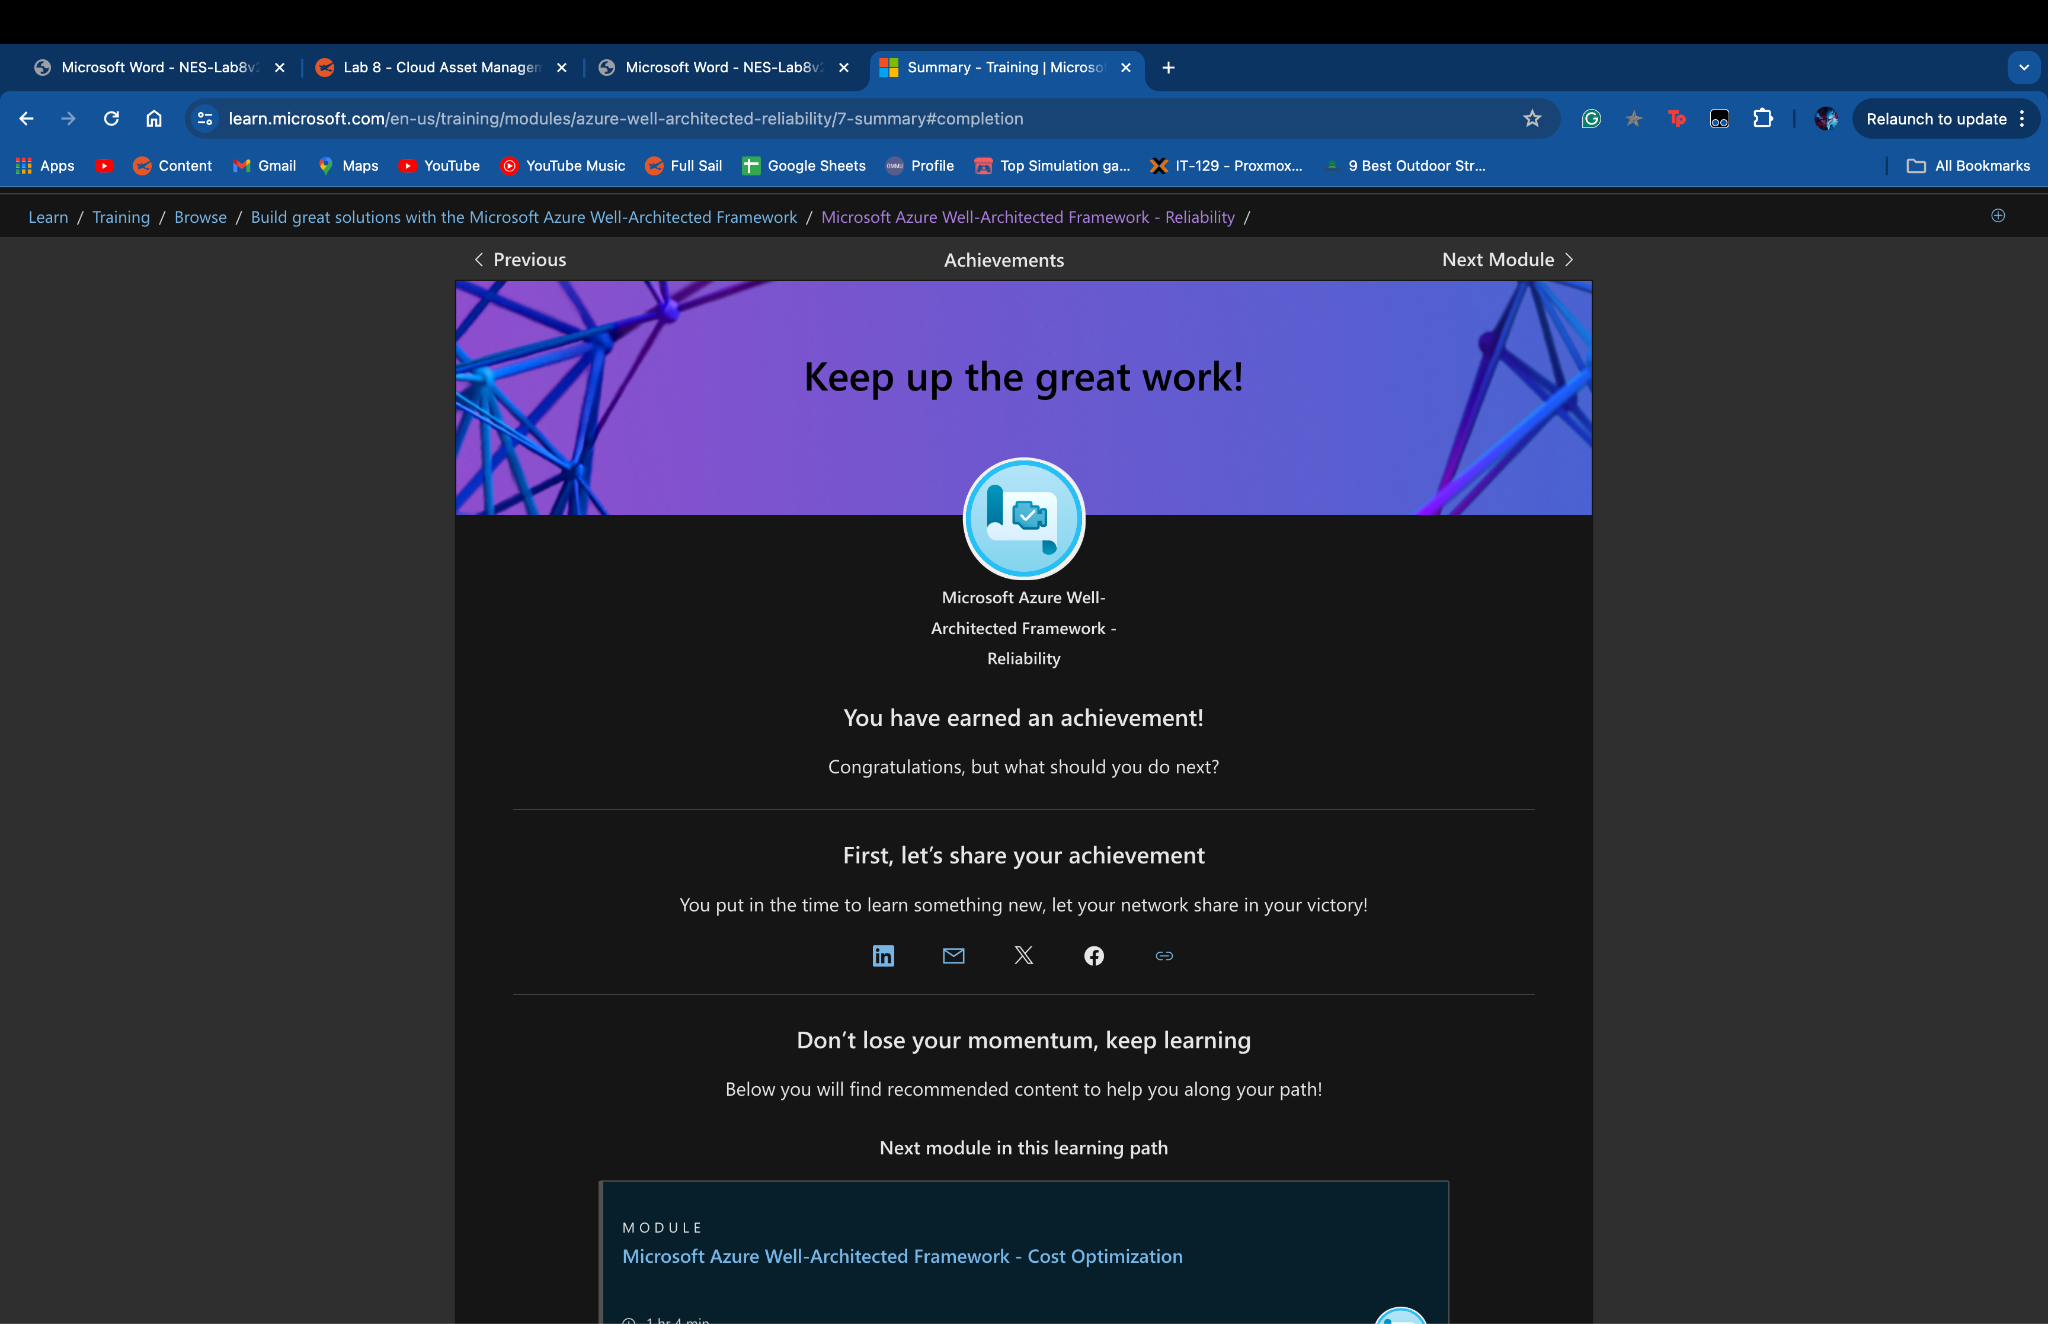 Microsoft Word - NES-Lab8v
Lab 8 - Cloud Asset Managem
Microsoft Word - NES-Lab8v
Summary - Training | Microso
learn.microsoft.com/en-us/training/modules/azure-well-architected-reliability/7-summary#completion
Relaunch to update
Apps
Content
Gmail
Maps
YouTube
YouTube Music
Full Sail
Google Sheets
Profile
Top Simulation ga...
IT-129 - Proxmox...
9 Best Outdoor Str...
All Bookmarks
Learn / Training / Browse / Build great solutions with the Microsoft Azure Well-Architected Framework / Microsoft Azure Well-Architected Framework - Reliability /
Previous
Achievements
Next Module
Keep up the great work!
Microsoft Azure Well-
Architected Framework -
Reliability
You have earned an achievement!
Congratulations, but what should you do next?
First, let's share your achievement
You put in the time to learn something new, let your network share in your victory!
Don't lose your momentum, keep learning
Below you will find recommended content to help you along your path!
Next module in this learning path
MODULE
Microsoft Azure Well-Architected Framework - Cost Optimization
1 hr 4 min